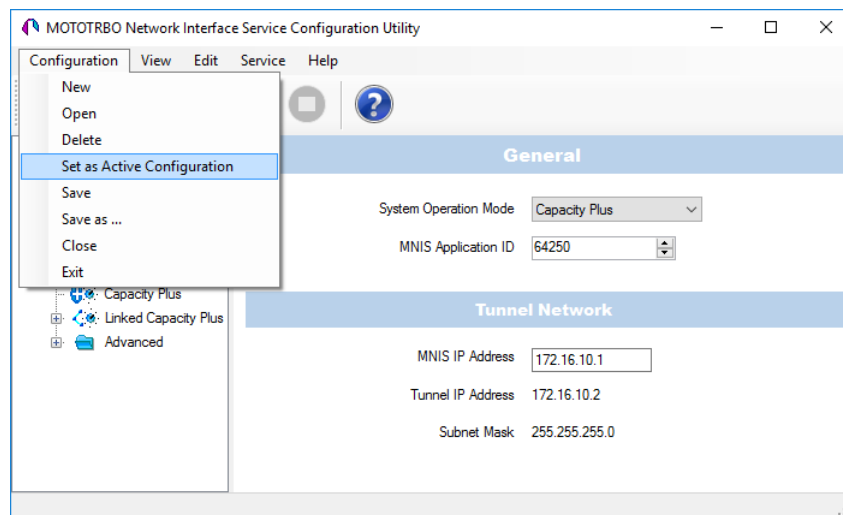 MOTOTRBO Network Interface Service Configuration Utility
Configuration View Edit Service Help
New
Open
Delete
Set as Active Configuration
Save
Save as ...
Close
Exit
Capacity Plus
Linked Capacity Plus
Advanced
General
System Operation Mode Capacity Plus
MNIS Application ID 64250
Tunnel Network
MNIS IP Address 172.16.10.1
Tunnel IP Address 172.16.10.2
Subnet Mask 255.255.255.0